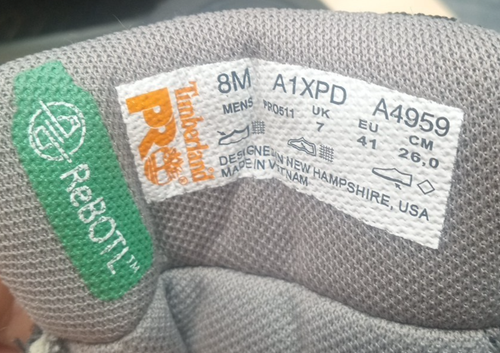 ReBOTL™
Timberland
PRO
8M A1XPD A4959
MENS PRO511 UK EU CM
7 41 26.0
DESIGNED IN NEW HAMPSHIRE, USA
MADE IN VIETNAM